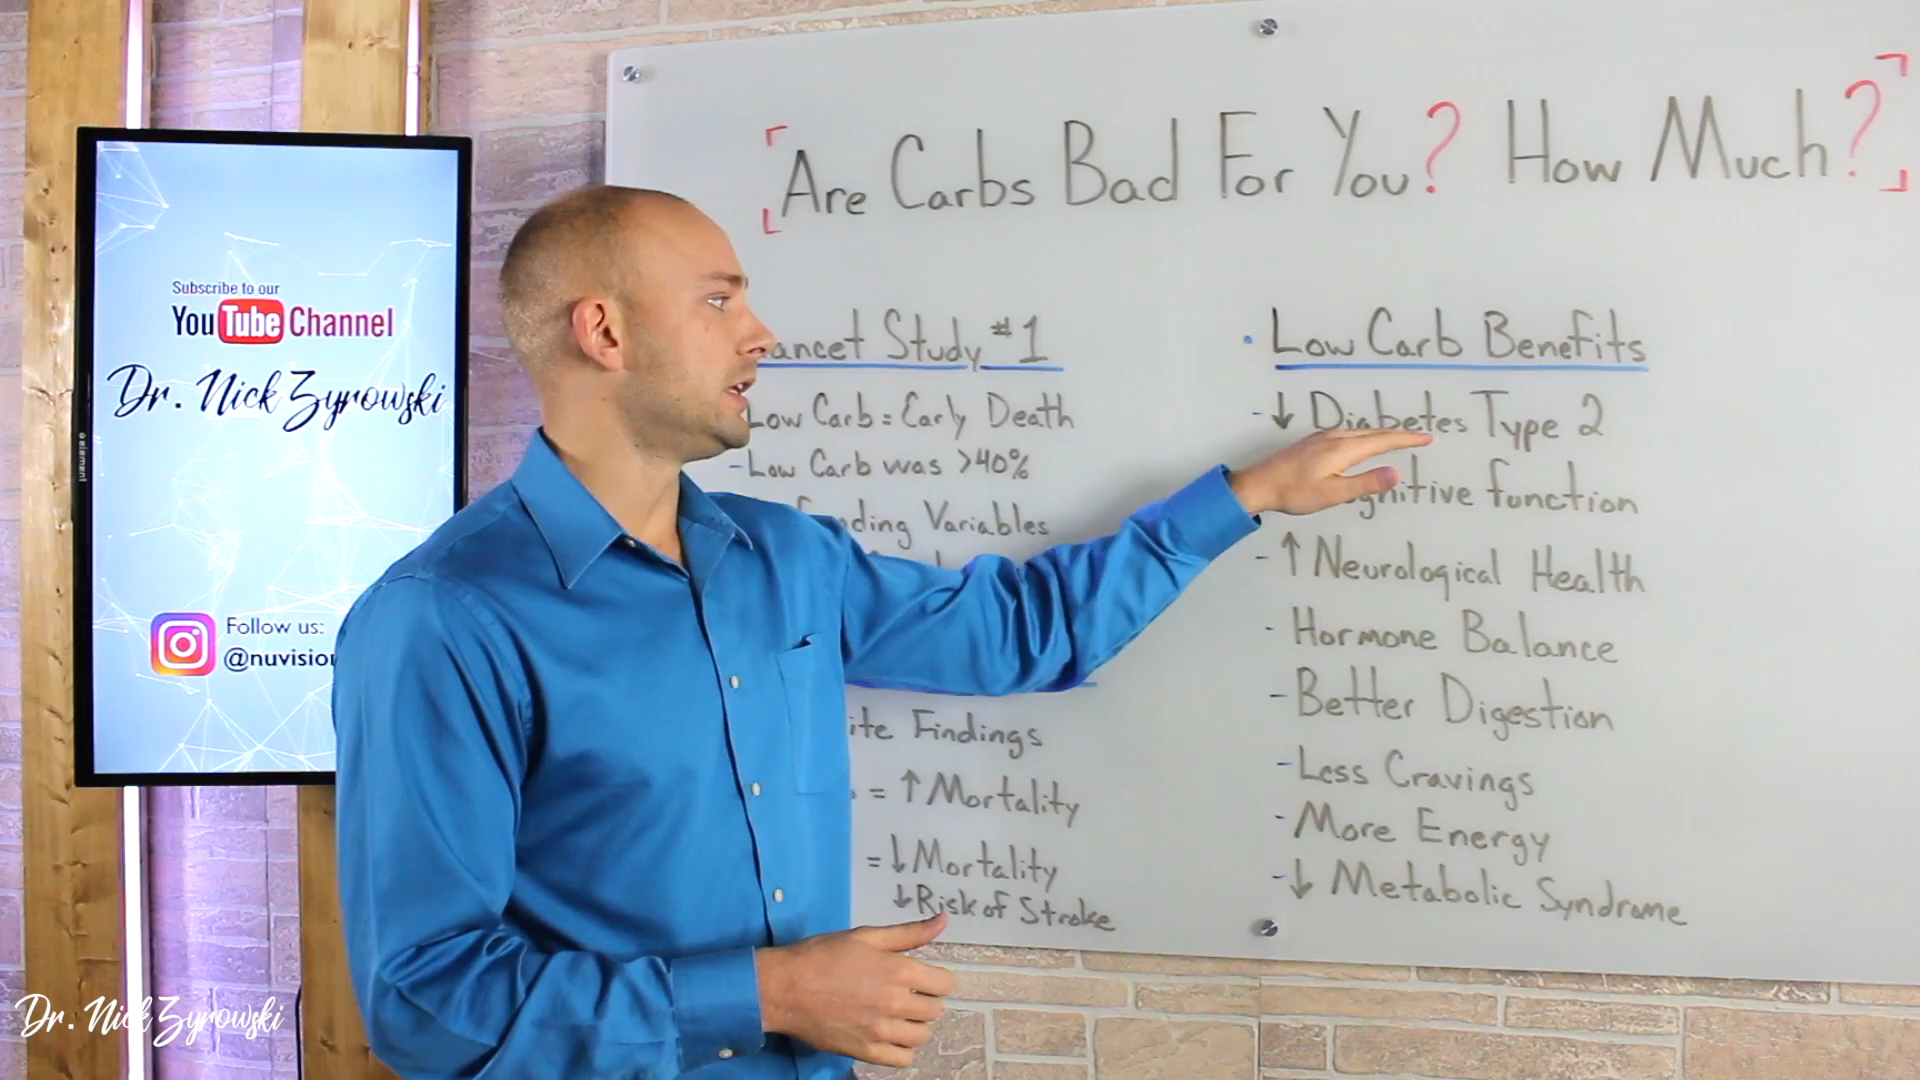 Are Carbs Bad For You? How Much?
Subscribe to our
YouTube Channel
Dr. Nick Zyrowski
Follow us:
element
ancet Study #1
-Low Carb = Early Death
-Low Carb was >40%
Variables
Findings
= ↑ Mortality
= ↓ Mortality
↓ Risk of Stroke
• Low Carb Benefits
- ↓ Diabetes Type 2
function
- ↑ Neurological Health
- Hormone Balance
- Better Digestion
- Less Cravings
- More Energy
- ↓ Metabolic Syndrome
Dr. Nick Zyrowski